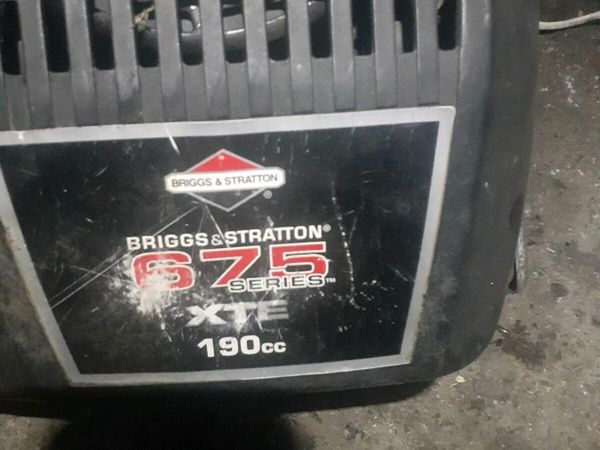 BRIGGS & STRATTON
®
BRIGGS&STRATTON®
675
SERIES™
XTE
190cc